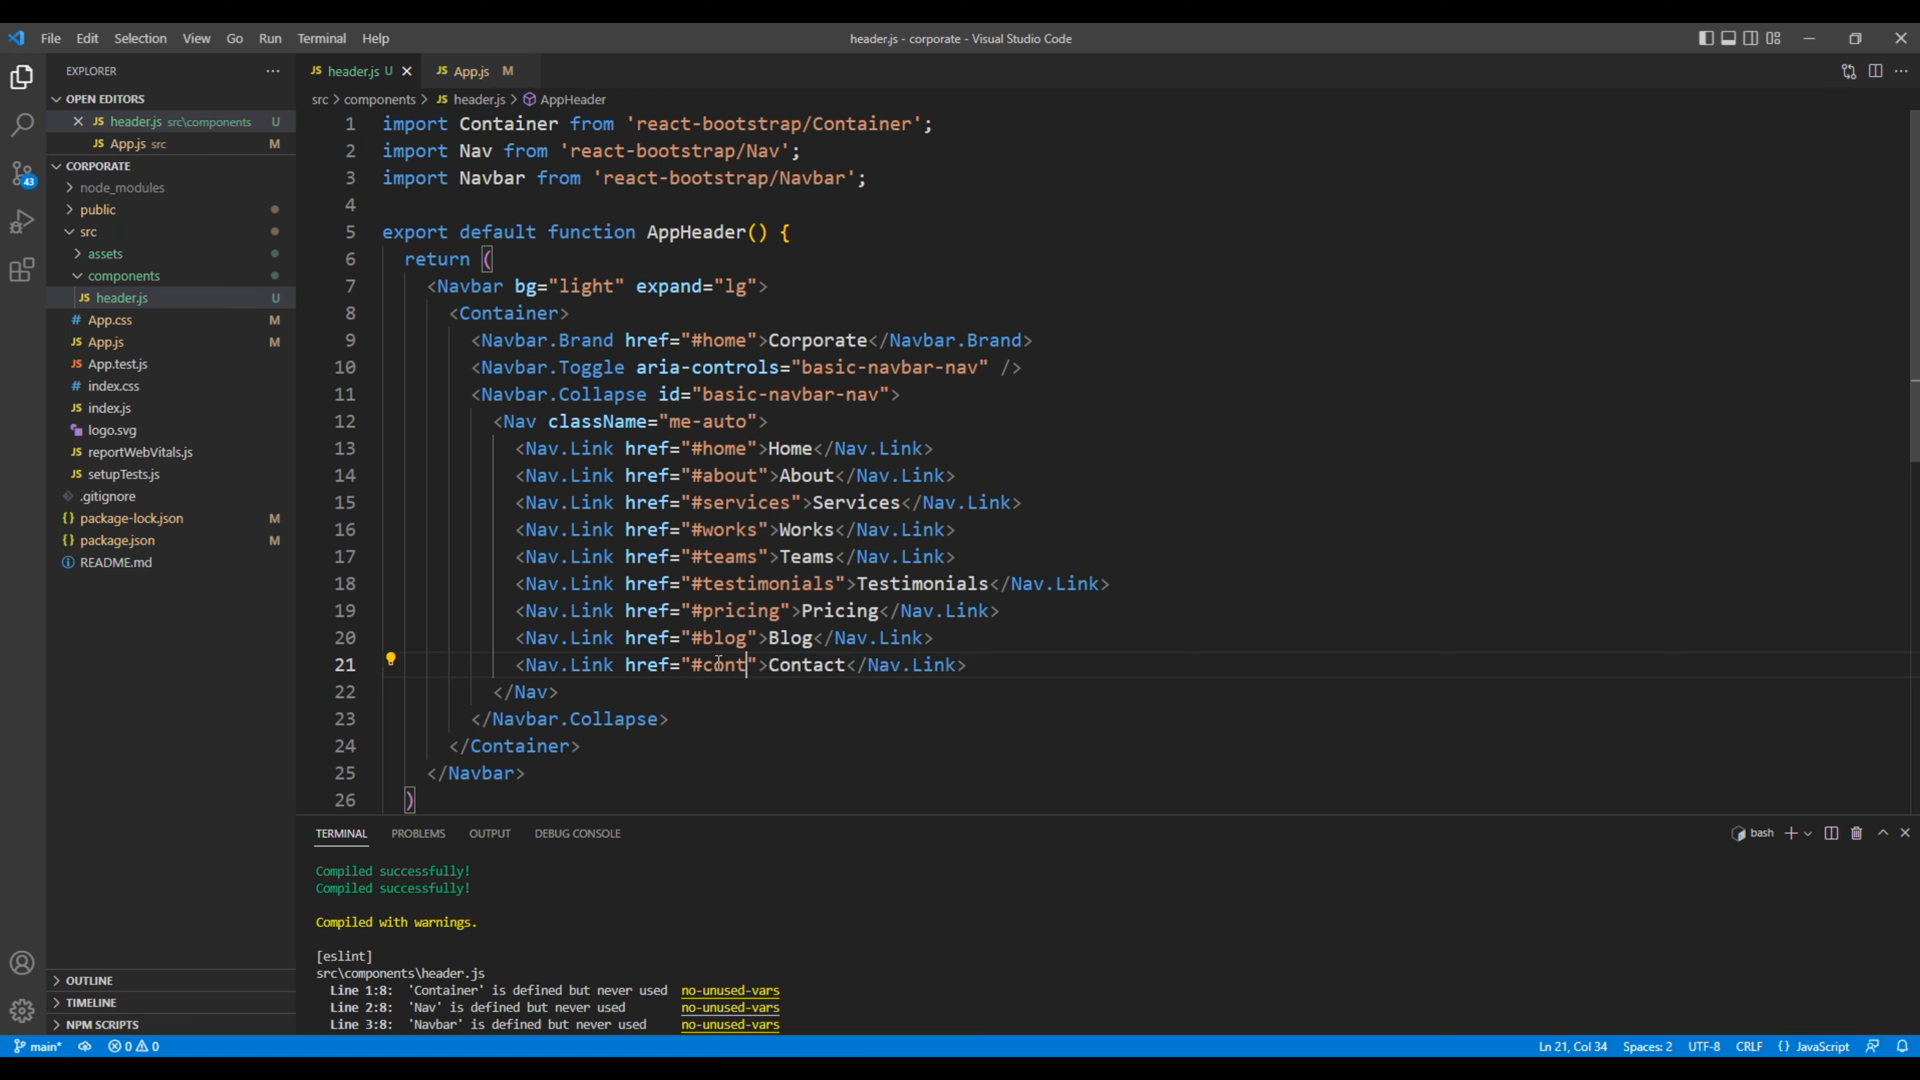 File Edit Selection View Go Run Terminal Help
header.js - corporate - Visual Studio Code
EXPLORER
OPEN EDITORS
header.js src\components U
App.js src M
CORPORATE
node_modules
public
src
assets
components
JS header.js U
# App.css M
JS App.js M
JS App.test.js
# index.css
JS index.js
logo.svg
JS reportWebVitals.js
JS setupTests.js
.gitignore
{} package-lock.json M
{} package.json M
README.md
OUTLINE
TIMELINE
NPM SCRIPTS
43
JS header.js U
JS App.js M
src > components > JS header.js > AppHeader
1 import Container from 'react-bootstrap/Container';
2 import Nav from 'react-bootstrap/Nav';
3 import Navbar from 'react-bootstrap/Navbar';
4
5 export default function AppHeader() {
6 return (
7 <Navbar bg="light" expand="lg">
8 <Container>
9 <Navbar.Brand href="#home">Corporate</Navbar.Brand>
10 <Navbar.Toggle aria-controls="basic-navbar-nav" />
11 <Navbar.Collapse id="basic-navbar-nav">
12 <Nav className="me-auto">
13 <Nav.Link href="#home">Home</Nav.Link>
14 <Nav.Link href="#about">About</Nav.Link>
15 <Nav.Link href="#services">Services</Nav.Link>
16 <Nav.Link href="#works">Works</Nav.Link>
17 <Nav.Link href="#teams">Teams</Nav.Link>
18 <Nav.Link href="#testimonials">Testimonials</Nav.Link>
19 <Nav.Link href="#pricing">Pricing</Nav.Link>
20 <Nav.Link href="#blog">Blog</Nav.Link>
21 <Nav.Link href="#cont">Contact</Nav.Link>
22 </Nav>
23 </Navbar.Collapse>
24 </Container>
25 </Navbar>
26 )
TERMINAL PROBLEMS OUTPUT DEBUG CONSOLE
bash
Compiled successfully!
Compiled successfully!
Compiled with warnings.
[eslint]
src\components\header.js
Line 1:8: 'Container' is defined but never used no-unused-vars
Line 2:8: 'Nav' is defined but never used no-unused-vars
Line 3:8: 'Navbar' is defined but never used no-unused-vars
main* 0 0
Ln 21, Col 34 Spaces: 2 UTF-8 CRLF {} JavaScript